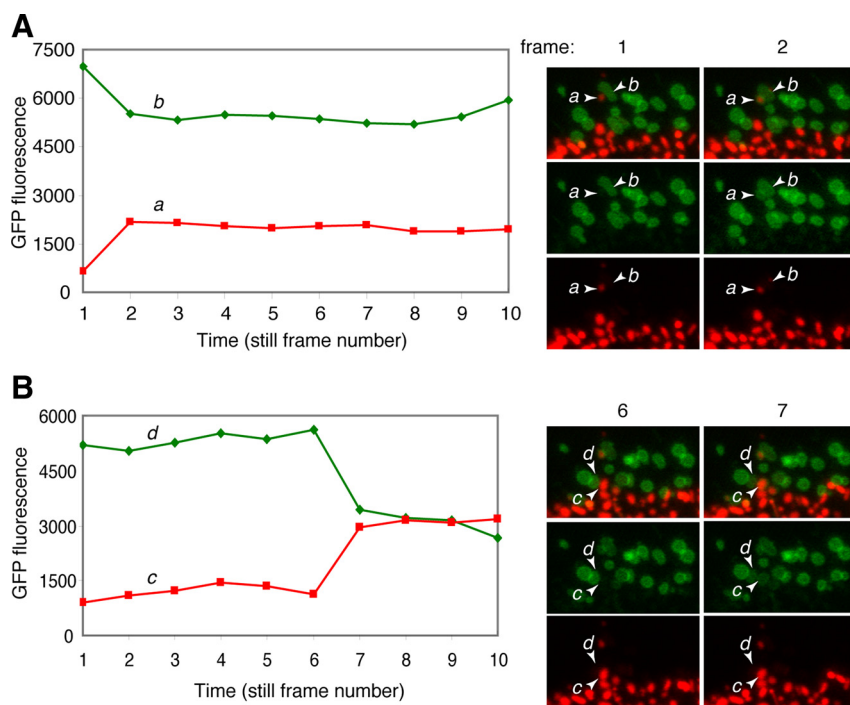 A
frame: 1 2
7500
6000
4500
3000
1500
0
GFP fluorescence
b
a
1 2 3 4 5 6 7 8 9 10
Time (still frame number)
b
a
b
a
b
a
b
a
b
a
b
a
B
6 7
6000
4500
3000
1500
0
GFP fluorescence
d
c
1 2 3 4 5 6 7 8 9 10
Time (still frame number)
d
c
d
c
d
c
d
c
d
c
d
c